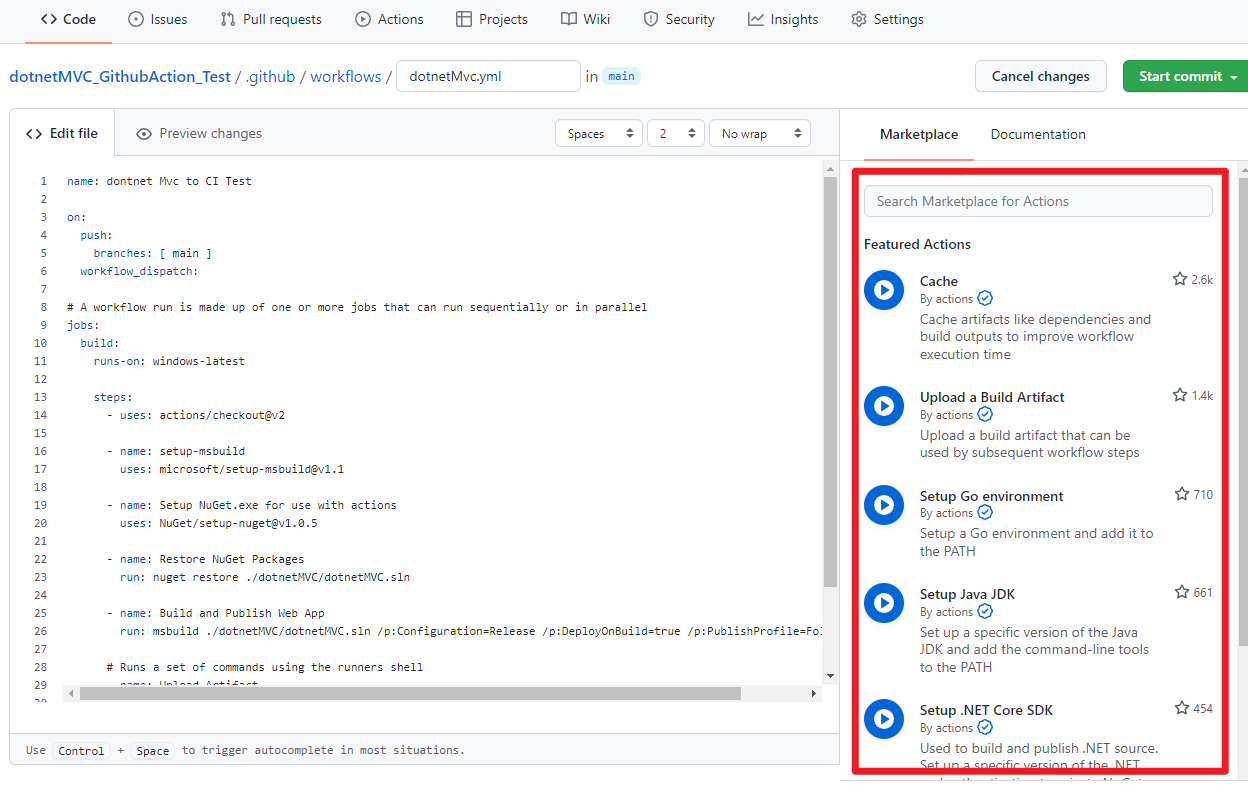 Code
Issues
Pull requests
Actions
Projects
Wiki
Security
Insights
Settings
dotnetMVC_GithubAction_Test / .github / workflows / dotnetMvc.yml in main
Cancel changes
Start commit
Edit file
Preview changes
Spaces
2
No wrap
1 name: dontnet Mvc to CI Test
2
3 on:
4   push:
5     branches: [ main ]
6   workflow_dispatch:
7
8 # A workflow run is made up of one or more jobs that can run sequentially or in parallel
9 jobs:
10   build:
11     runs-on: windows-latest
12
13     steps:
14       - uses: actions/checkout@v2
15
16       - name: setup-msbuild
17         uses: microsoft/setup-msbuild@v1.1
18
19       - name: Setup NuGet.exe for use with actions
20         uses: NuGet/setup-nuget@v1.0.5
21
22       - name: Restore NuGet Packages
23         run: nuget restore ./dotnetMVC/dotnetMVC.sln
24
25       - name: Build and Publish Web App
26         run: msbuild ./dotnetMVC/dotnetMVC.sln /p:Configuration=Release /p:DeployOnBuild=true /p:PublishProfile=Fol
27
28       # Runs a set of commands using the runners shell
29       - name: Upload Artifact
30
Use Control + Space to trigger autocomplete in most situations.
Marketplace
Documentation
Search Marketplace for Actions
Featured Actions
Cache
2.6k
By actions
Cache artifacts like dependencies and
build outputs to improve workflow
execution time
Upload a Build Artifact
1.4k
By actions
Upload a build artifact that can be
used by subsequent workflow steps
Setup Go environment
710
By actions
Setup a Go environment and add it to
the PATH
Setup Java JDK
661
By actions
Set up a specific version of the Java
JDK and add the command-line tools
to the PATH
Setup .NET Core SDK
454
By actions
Used to build and publish .NET source.
Set up a specific version of the .NET